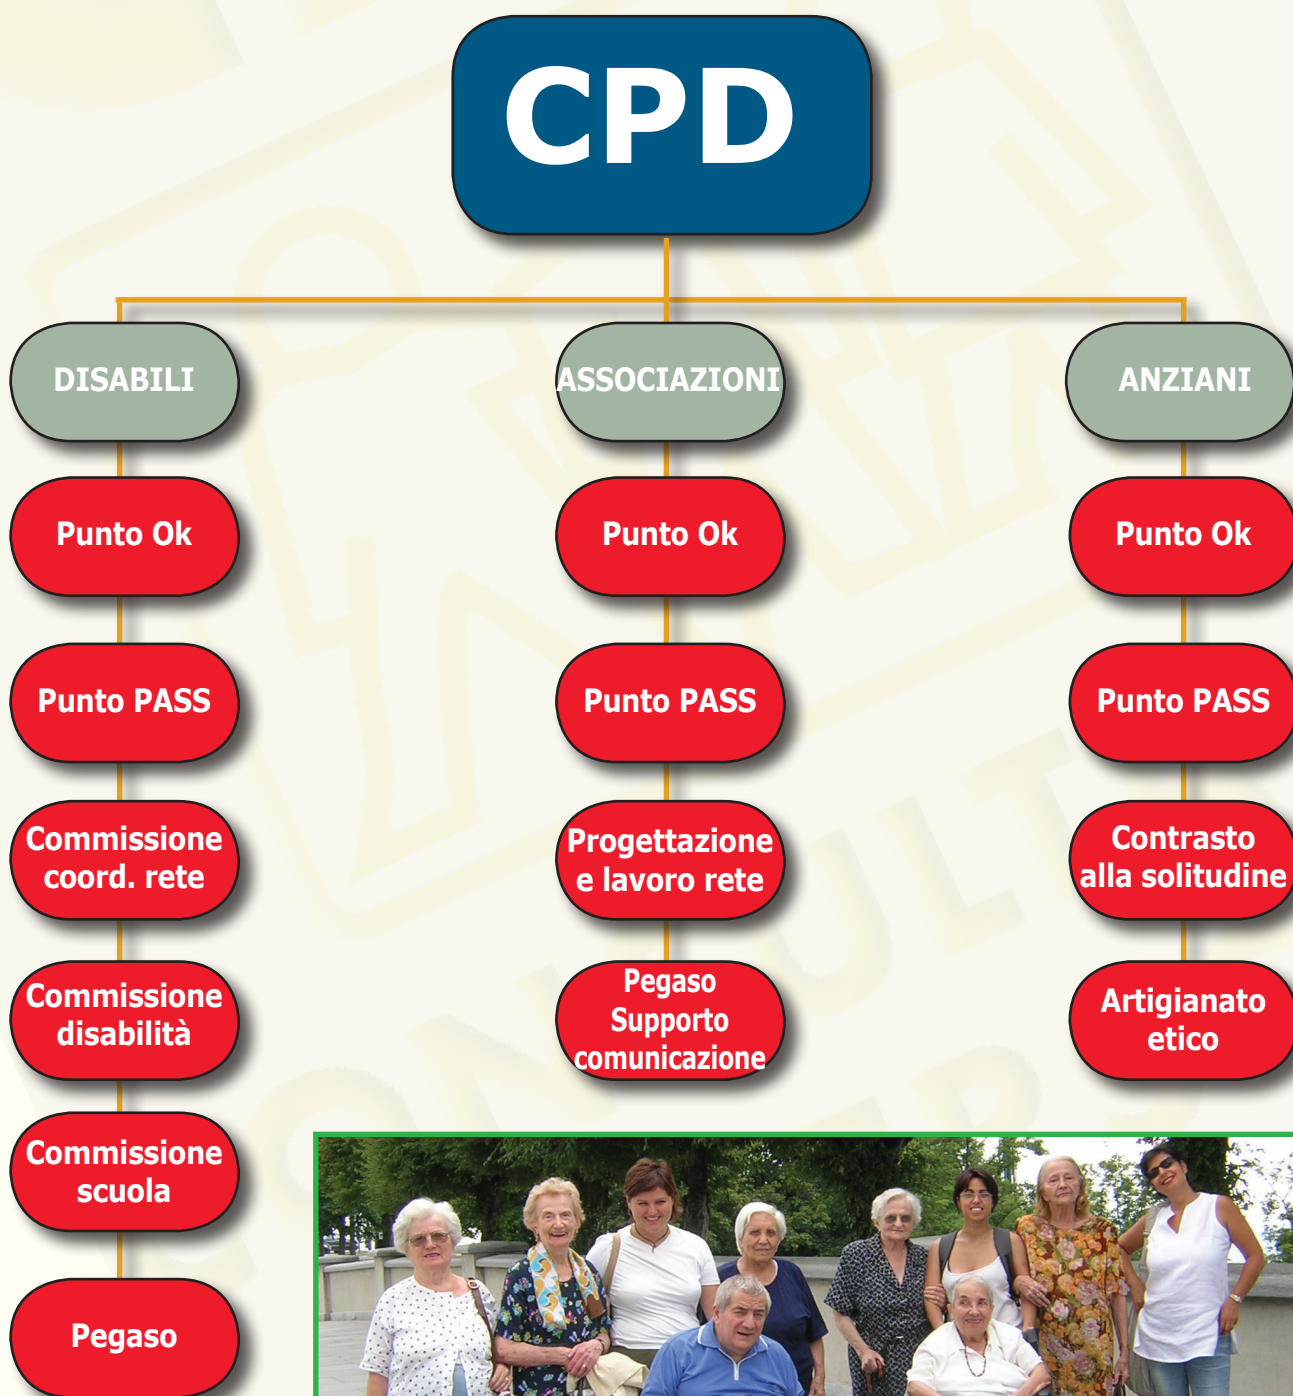 CPD
DISABILI
ASSOCIAZIONI
ANZIANI
Punto Ok
Punto Ok
Punto Ok
Punto PASS
Punto PASS
Punto PASS
Commissione
coord. rete
Progettazione
e lavoro rete
Contrasto
alla solitudine
Commissione
disabilità
Pegaso
Supporto
comunicazione
Artigianato
etico
Commissione
scuola
Pegaso